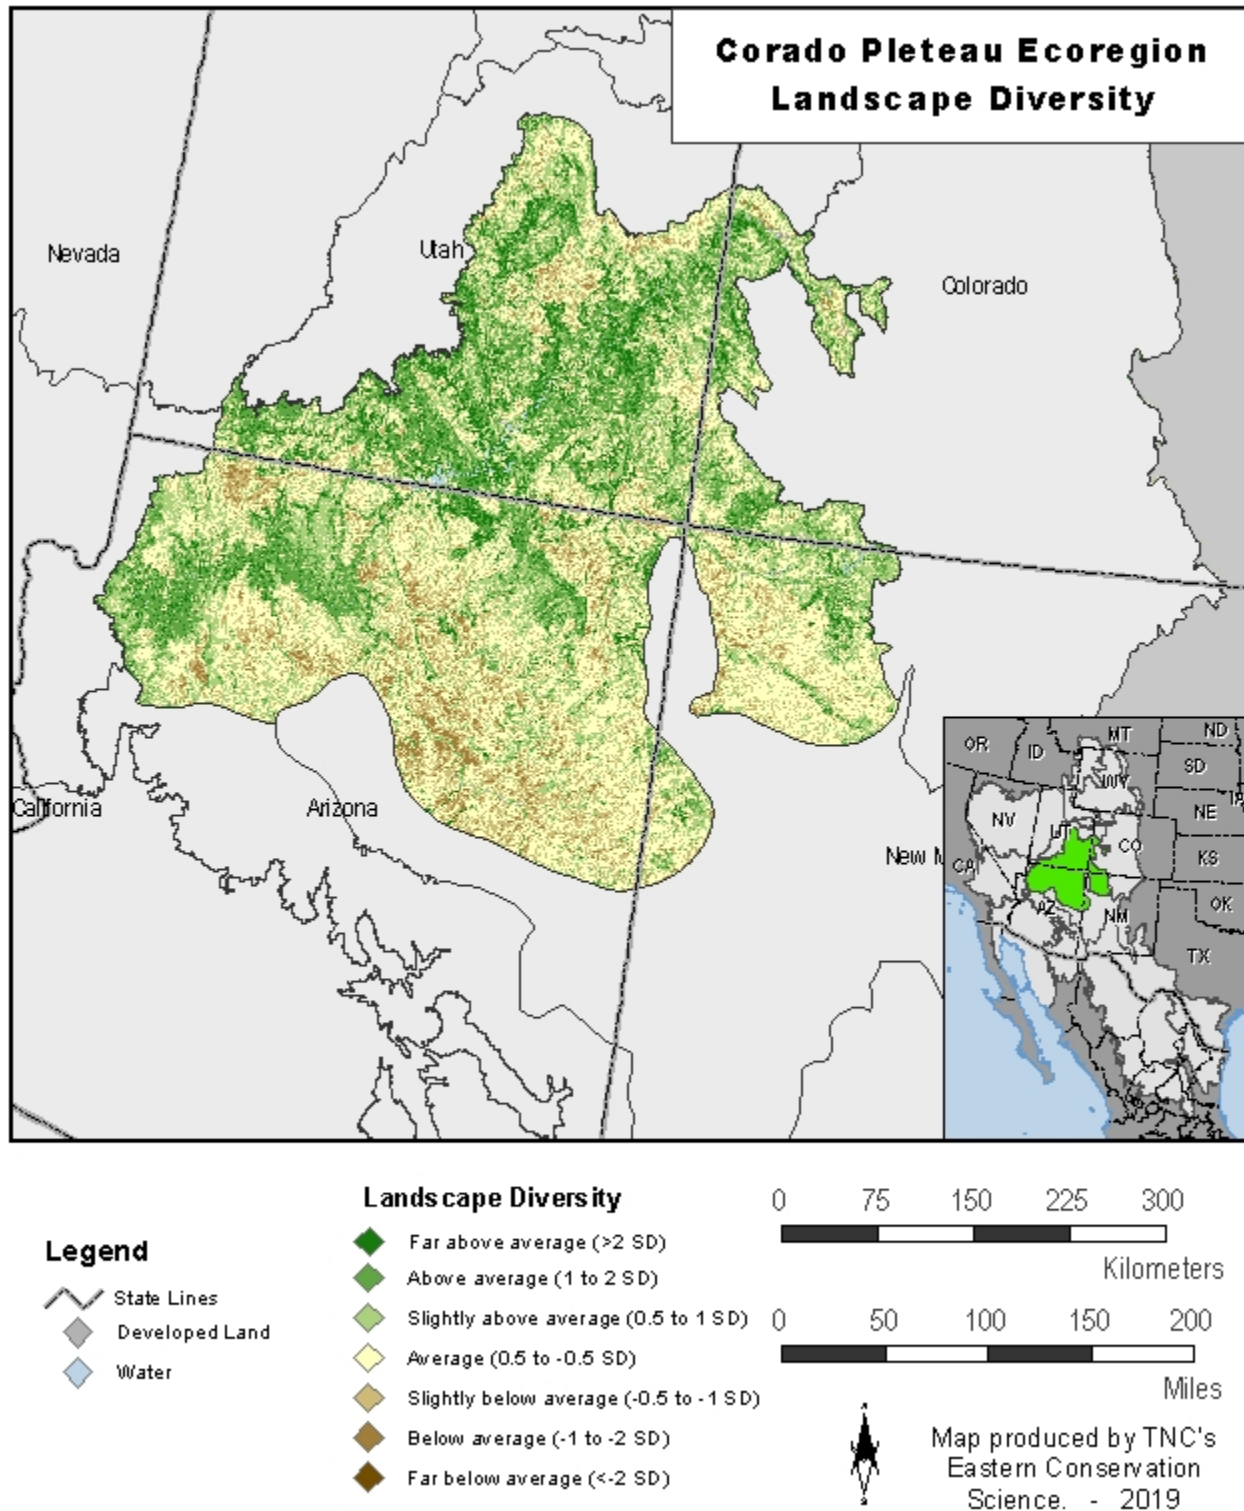 Corado Pleteau Ecoregion
Landscape Diversity
Nevada
Utah
Colorado
California
Arizona
New M
OR
ID
MT
ND
SD
WY
IA
NE
NV
UT
CO
CA
KS
AZ
NM
OK
TX
Legend
State Lines
Developed Land
Water
Landscape Diversity
Far above average (>2 SD)
Above average (1 to 2 SD)
Slightly above average (0.5 to 1 SD)
Average (0.5 to -0.5 SD)
Slightly below average (-0.5 to -1 SD)
Below average (-1 to -2 SD)
Far below average (<-2 SD)
0 75 150 225 300
Kilometers
0 50 100 150 200
Miles
Map produced by TNC's
Eastern Conservation
Science. - 2019